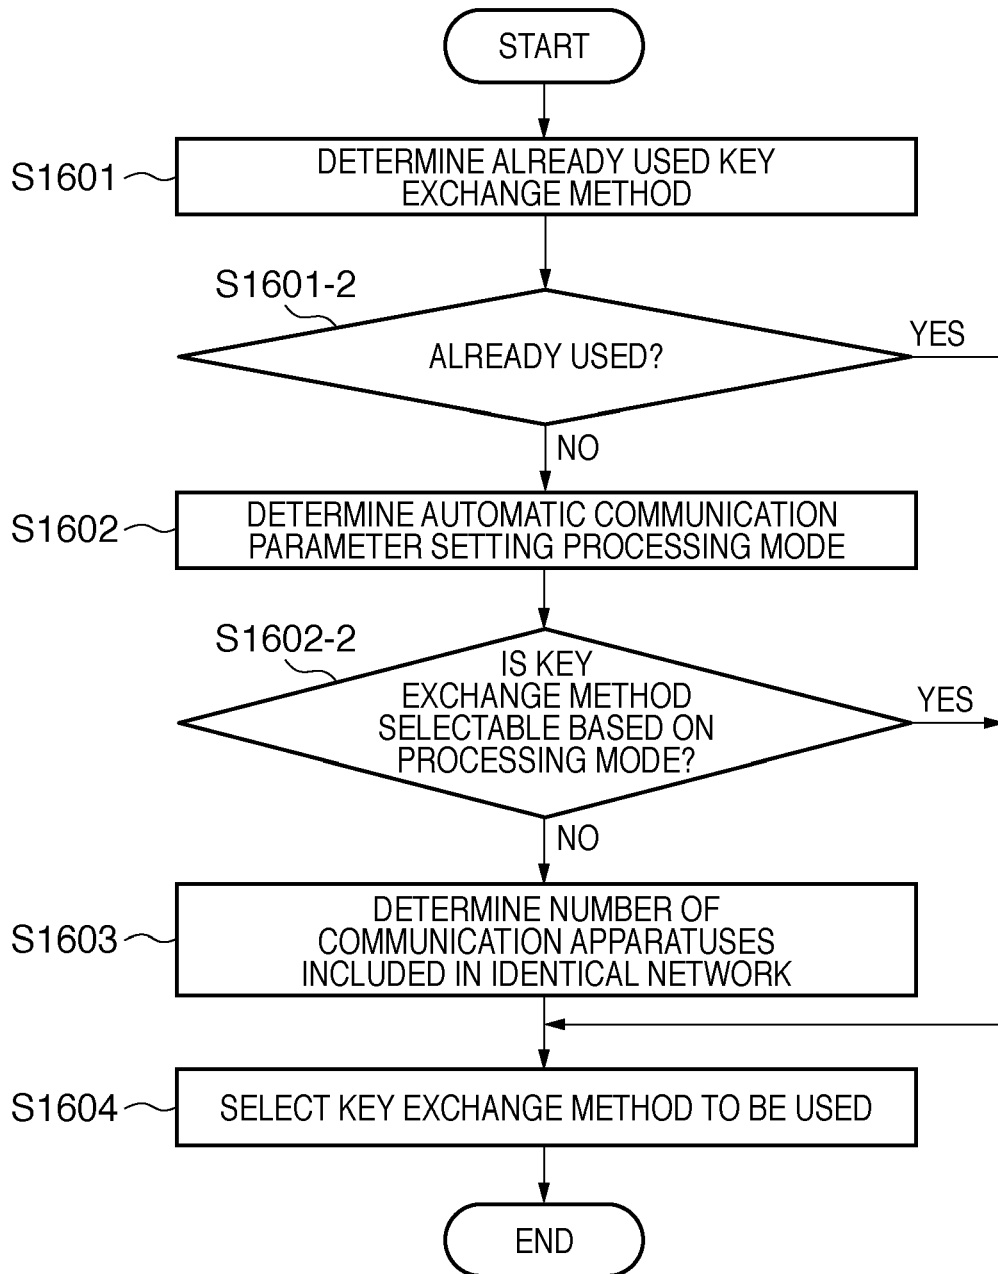 START
S1601
DETERMINE ALREADY USED KEY
EXCHANGE METHOD
S1601-2
ALREADY USED?
YES
NO
S1602
DETERMINE AUTOMATIC COMMUNICATION
PARAMETER SETTING PROCESSING MODE
S1602-2
IS KEY
EXCHANGE METHOD
SELECTABLE BASED ON
PROCESSING MODE?
YES
NO
S1603
DETERMINE NUMBER OF
COMMUNICATION APPARATUSES
INCLUDED IN IDENTICAL NETWORK
S1604
SELECT KEY EXCHANGE METHOD TO BE USED
END